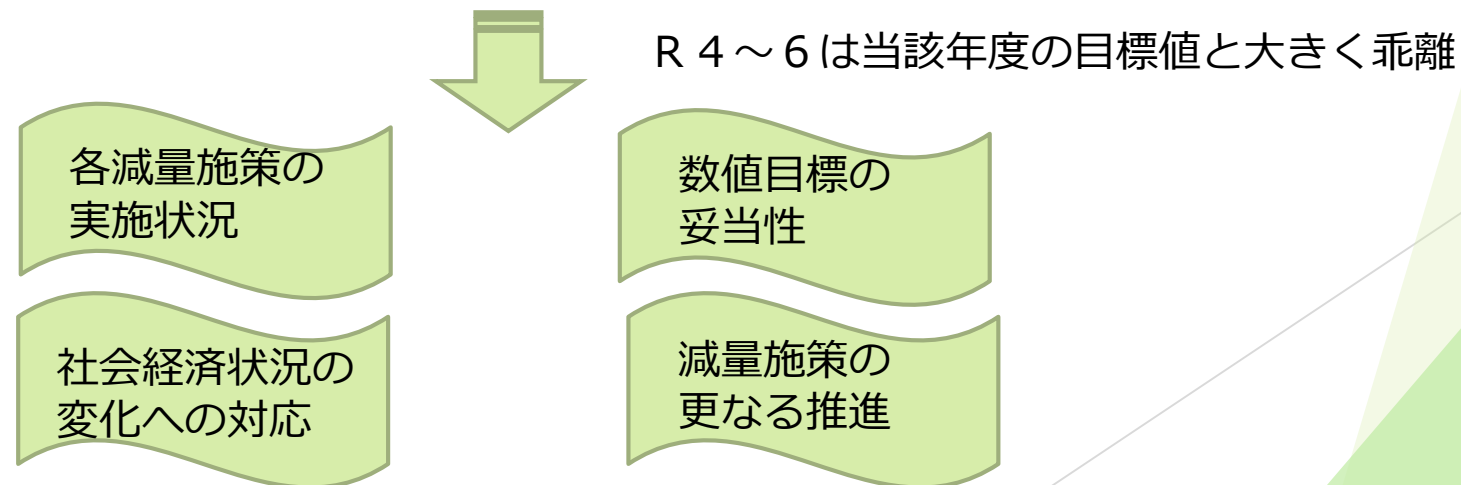 R4～6は当該年度の目標値と大きく乖離
各減量施策の
実施状況
数値目標の
妥当性
社会経済状況の
変化への対応
減量施策の
更なる推進